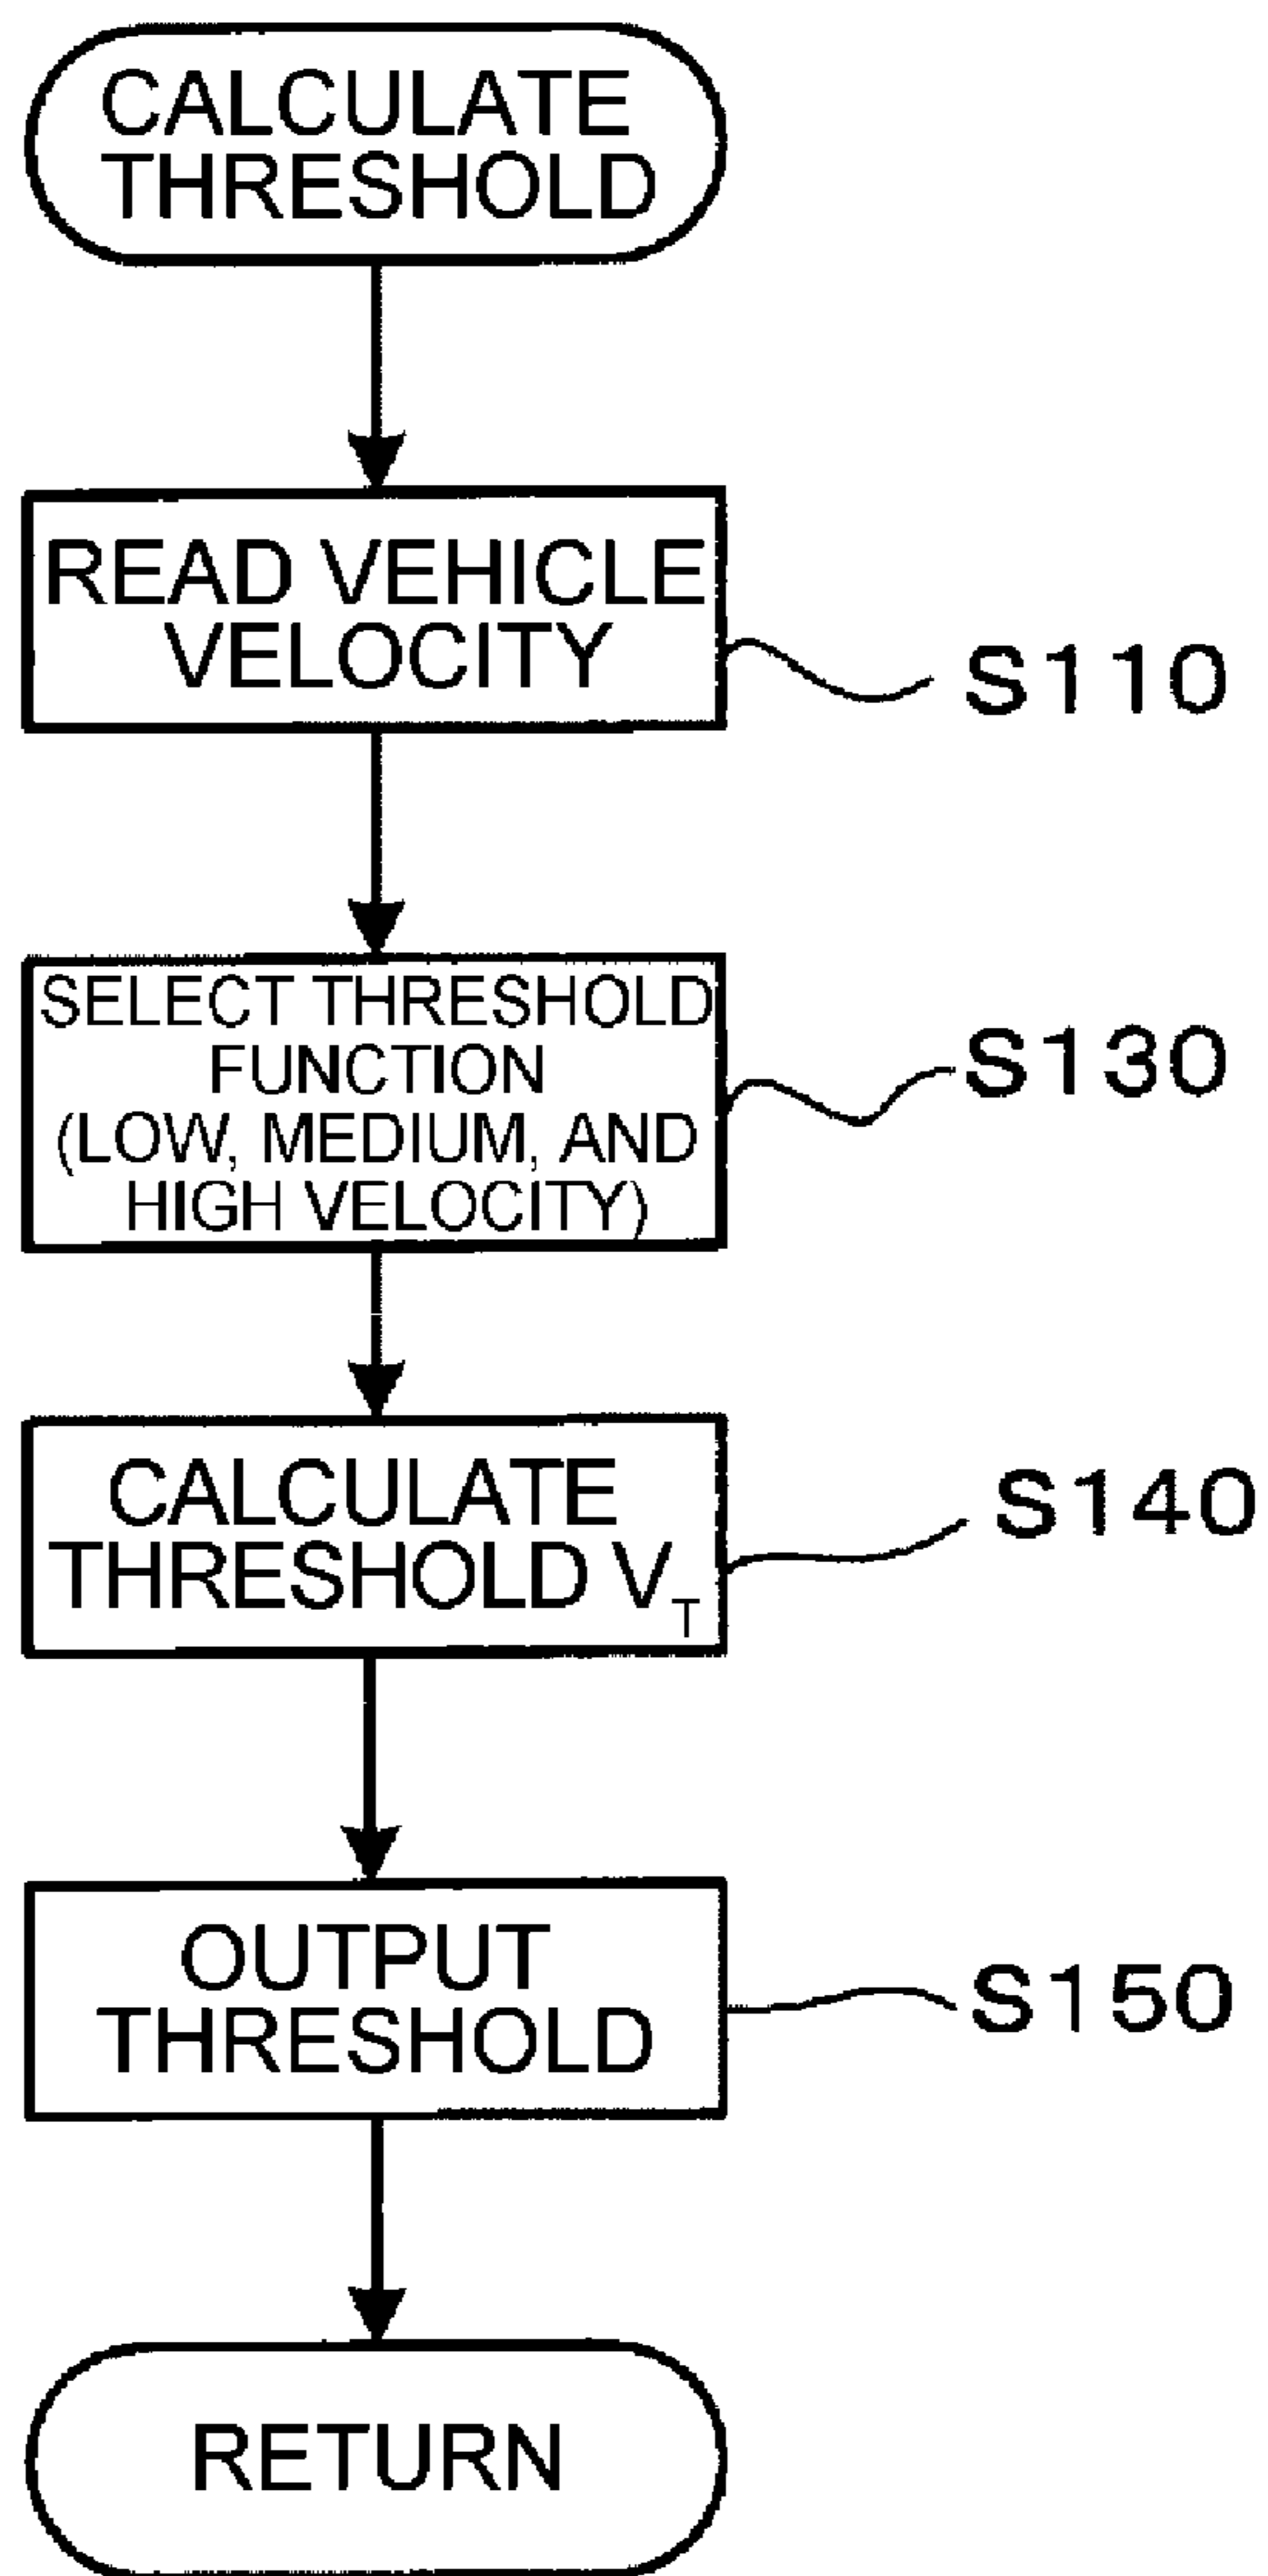 CALCULATE
THRESHOLD
READ VEHICLE
VELOCITY
S110
SELECT THRESHOLD
FUNCTION
(LOW, MEDIUM, AND
HIGH VELOCITY)
S130
CALCULATE
THRESHOLD V_T
S140
OUTPUT
THRESHOLD
S150
RETURN